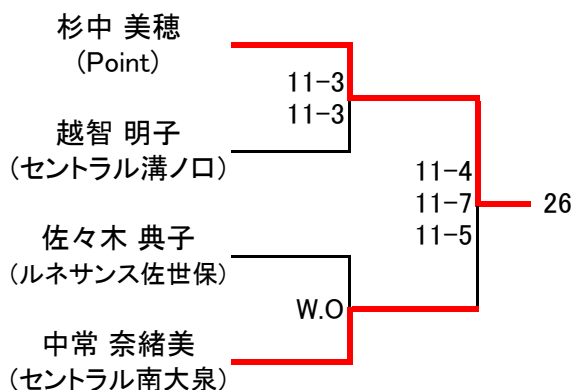 杉中 美穂
(Point)
11-3
11-3
越智 明子
(セントラル溝ノ口)
11-4
11-7
11-5
26
佐々木 典子
(ルネサンス佐世保)
W.O
中常 奈緒美
(セントラル南大泉)